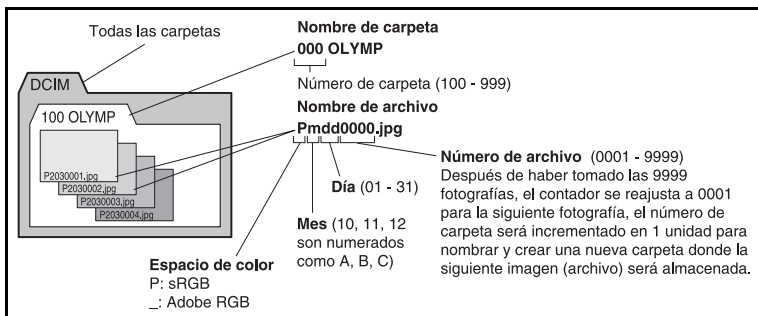 Todas las carpetas
DCIM
100 OLYMP
P2030001.jpg
P2030002.jpg
P2030003.jpg
P2030004.jpg
Nombre de carpeta
000 OLYMP
Número de carpeta (100 - 999)
Nombre de archivo
Pmdd0000.jpg
Día (01 - 31)
Mes (10, 11, 12
son numerados
como A, B, C)
Espacio de color
P: sRGB
_: Adobe RGB
Número de archivo (0001 - 9999)
Después de haber tomado las 9999
fotografías, el contador se reajusta a 0001
para la siguiente fotografía, el número de
carpeta será incrementado en 1 unidad para
nombrar y crear una nueva carpeta donde la
siguiente imagen (archivo) será almacenada.